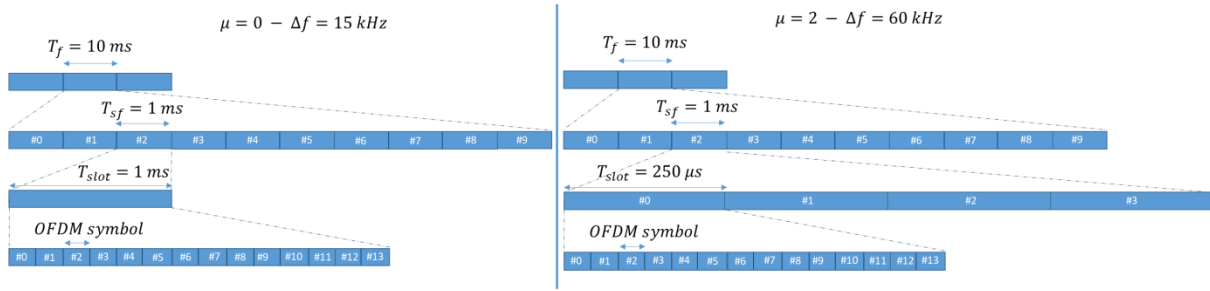 μ = 0 − Δf = 15 kHz
T_f = 10 ms
T_sf = 1 ms
#0 #1 #2 #3 #4 #5 #6 #7 #8 #9
T_slot = 1 ms
OFDM symbol
#0 #1 #2 #3 #4 #5 #6 #7 #8 #9 #10 #11 #12 #13
μ = 2 − Δf = 60 kHz
T_f = 10 ms
T_sf = 1 ms
#0 #1 #2 #3 #4 #5 #6 #7 #8 #9
T_slot = 250 μs
#0 #1 #2 #3
OFDM symbol
#0 #1 #2 #3 #4 #5 #6 #7 #8 #9 #10 #11 #12 #13